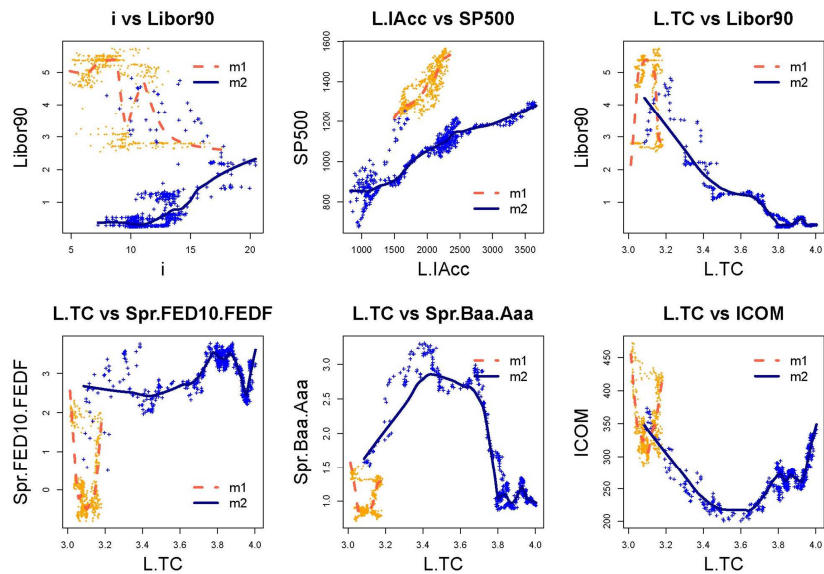 i vs Libor90
L.IAcc vs SP500
L.TC vs Libor90
Libor90
5
4
3
2
1
m1
m2
5
10
15
20
i
SP500
1600
1400
1200
1000
800
m1
m2
1000
1500
2000
2500
3000
3500
L.IAcc
Libor90
5
4
3
2
1
m1
m2
3.0
3.2
3.4
3.6
3.8
4.0
L.TC
L.TC vs Spr.FED10.FEDF
L.TC vs Spr.Baa.Aaa
L.TC vs ICOM
Spr.FED10.FEDF
3
2
1
0
m1
m2
3.0
3.2
3.4
3.6
3.8
4.0
L.TC
Spr.Baa.Aaa
3.0
2.5
2.0
1.5
1.0
m1
m2
3.0
3.2
3.4
3.6
3.8
4.0
L.TC
ICOM
450
400
350
300
250
200
m1
m2
3.0
3.2
3.4
3.6
3.8
4.0
L.TC